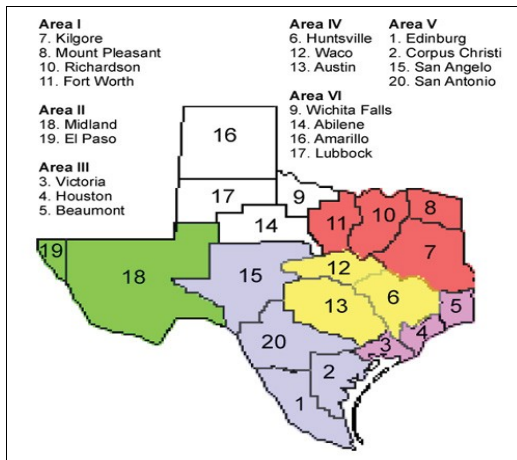 Area I
7. Kilgore
8. Mount Pleasant
10. Richardson
11. Fort Worth
Area II
18. Midland
19. El Paso
Area III
3. Victoria
4. Houston
5. Beaumont
Area IV
6. Huntsville
12. Waco
13. Austin
Area VI
9. Wichita Falls
14. Abilene
16. Amarillo
17. Lubbock
Area V
1. Edinburg
2. Corpus Christi
15. San Angelo
20. San Antonio
16
17
9
14
11
10
8
7
19
18
15
12
13
6
5
4
3
20
2
1